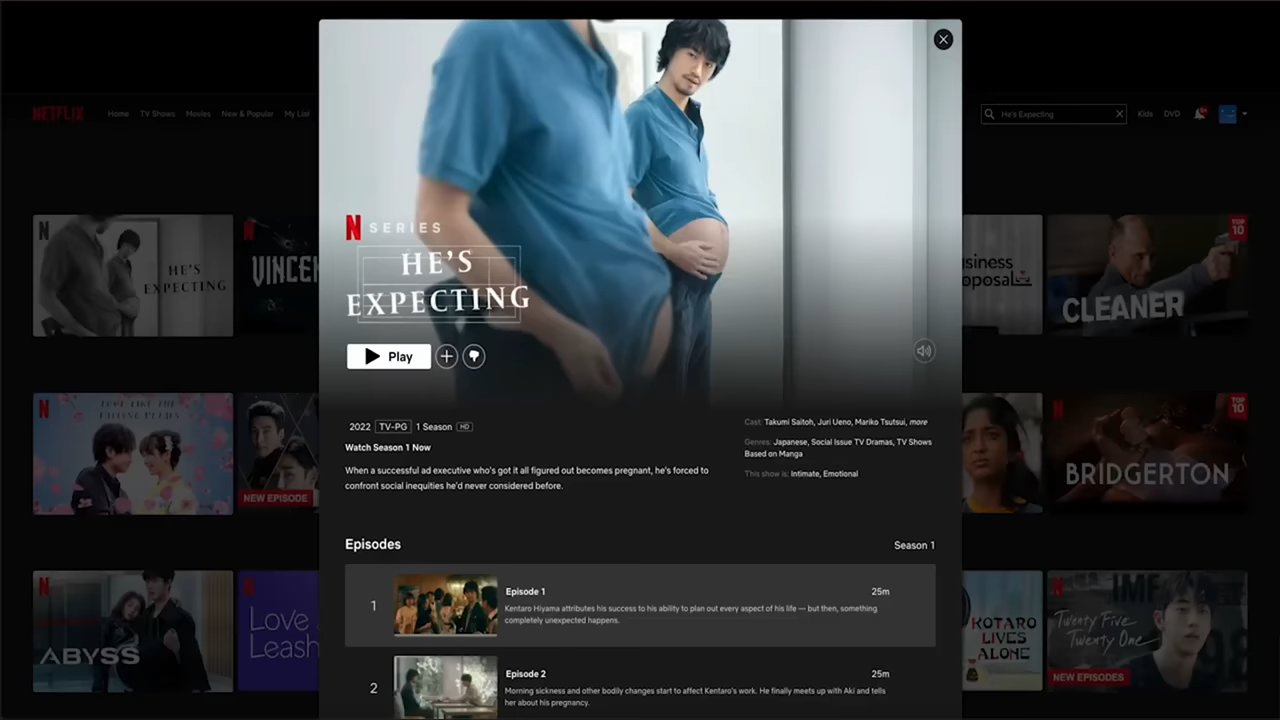 NETFLIX
Home
TV Shows
Movies
New & Popular
My List
He's Expecting
Kids
DVD
N SERIES
HE'S
EXPECTING
Play
2022 TV-PG 1 Season HD
Watch Season 1 Now
When a successful ad executive who's got it all figured out becomes pregnant, he's forced to
confront social inequities he'd never considered before.
Cast: Takumi Saitoh, Juri Ueno, Mariko Tsutsui, more
Genres: Japanese, Social Issue TV Dramas, TV Shows
Based on Manga
This show is: Intimate, Emotional
Episodes
Season 1
1
Episode 1
25m
Kentaro Hiyama attributes his success to his ability to plan out every aspect of his life — but then, something
completely unexpected happens.
2
Episode 2
25m
Morning sickness and other bodily changes start to affect Kentaro's work. He finally meets up with Aki and tells
her about his pregnancy.
N
HE'S
EXPECTING
N
VINCEN
TOP
10
CLEANER
N
LOVE LIKE THE
FALLING PETALS
NEW EPISODE
N
TOP
10
BRIDGERTON
N
ABYSS
N
Love
Leash
KOTARO
LIVES
ALONE
N
Twenty Five
Twenty One
NEW EPISODES